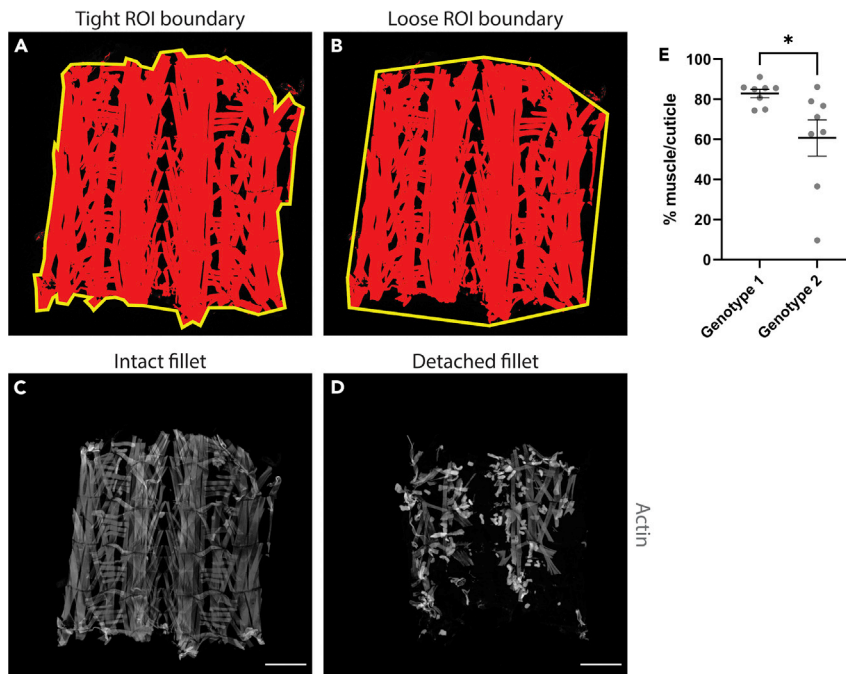 Tight ROI boundary
Loose ROI boundary
A
B
E
*
100
80
60
40
20
0
% muscle/cuticle
Genotype 1
Genotype 2
Intact fillet
Detached fillet
C
D
Actin